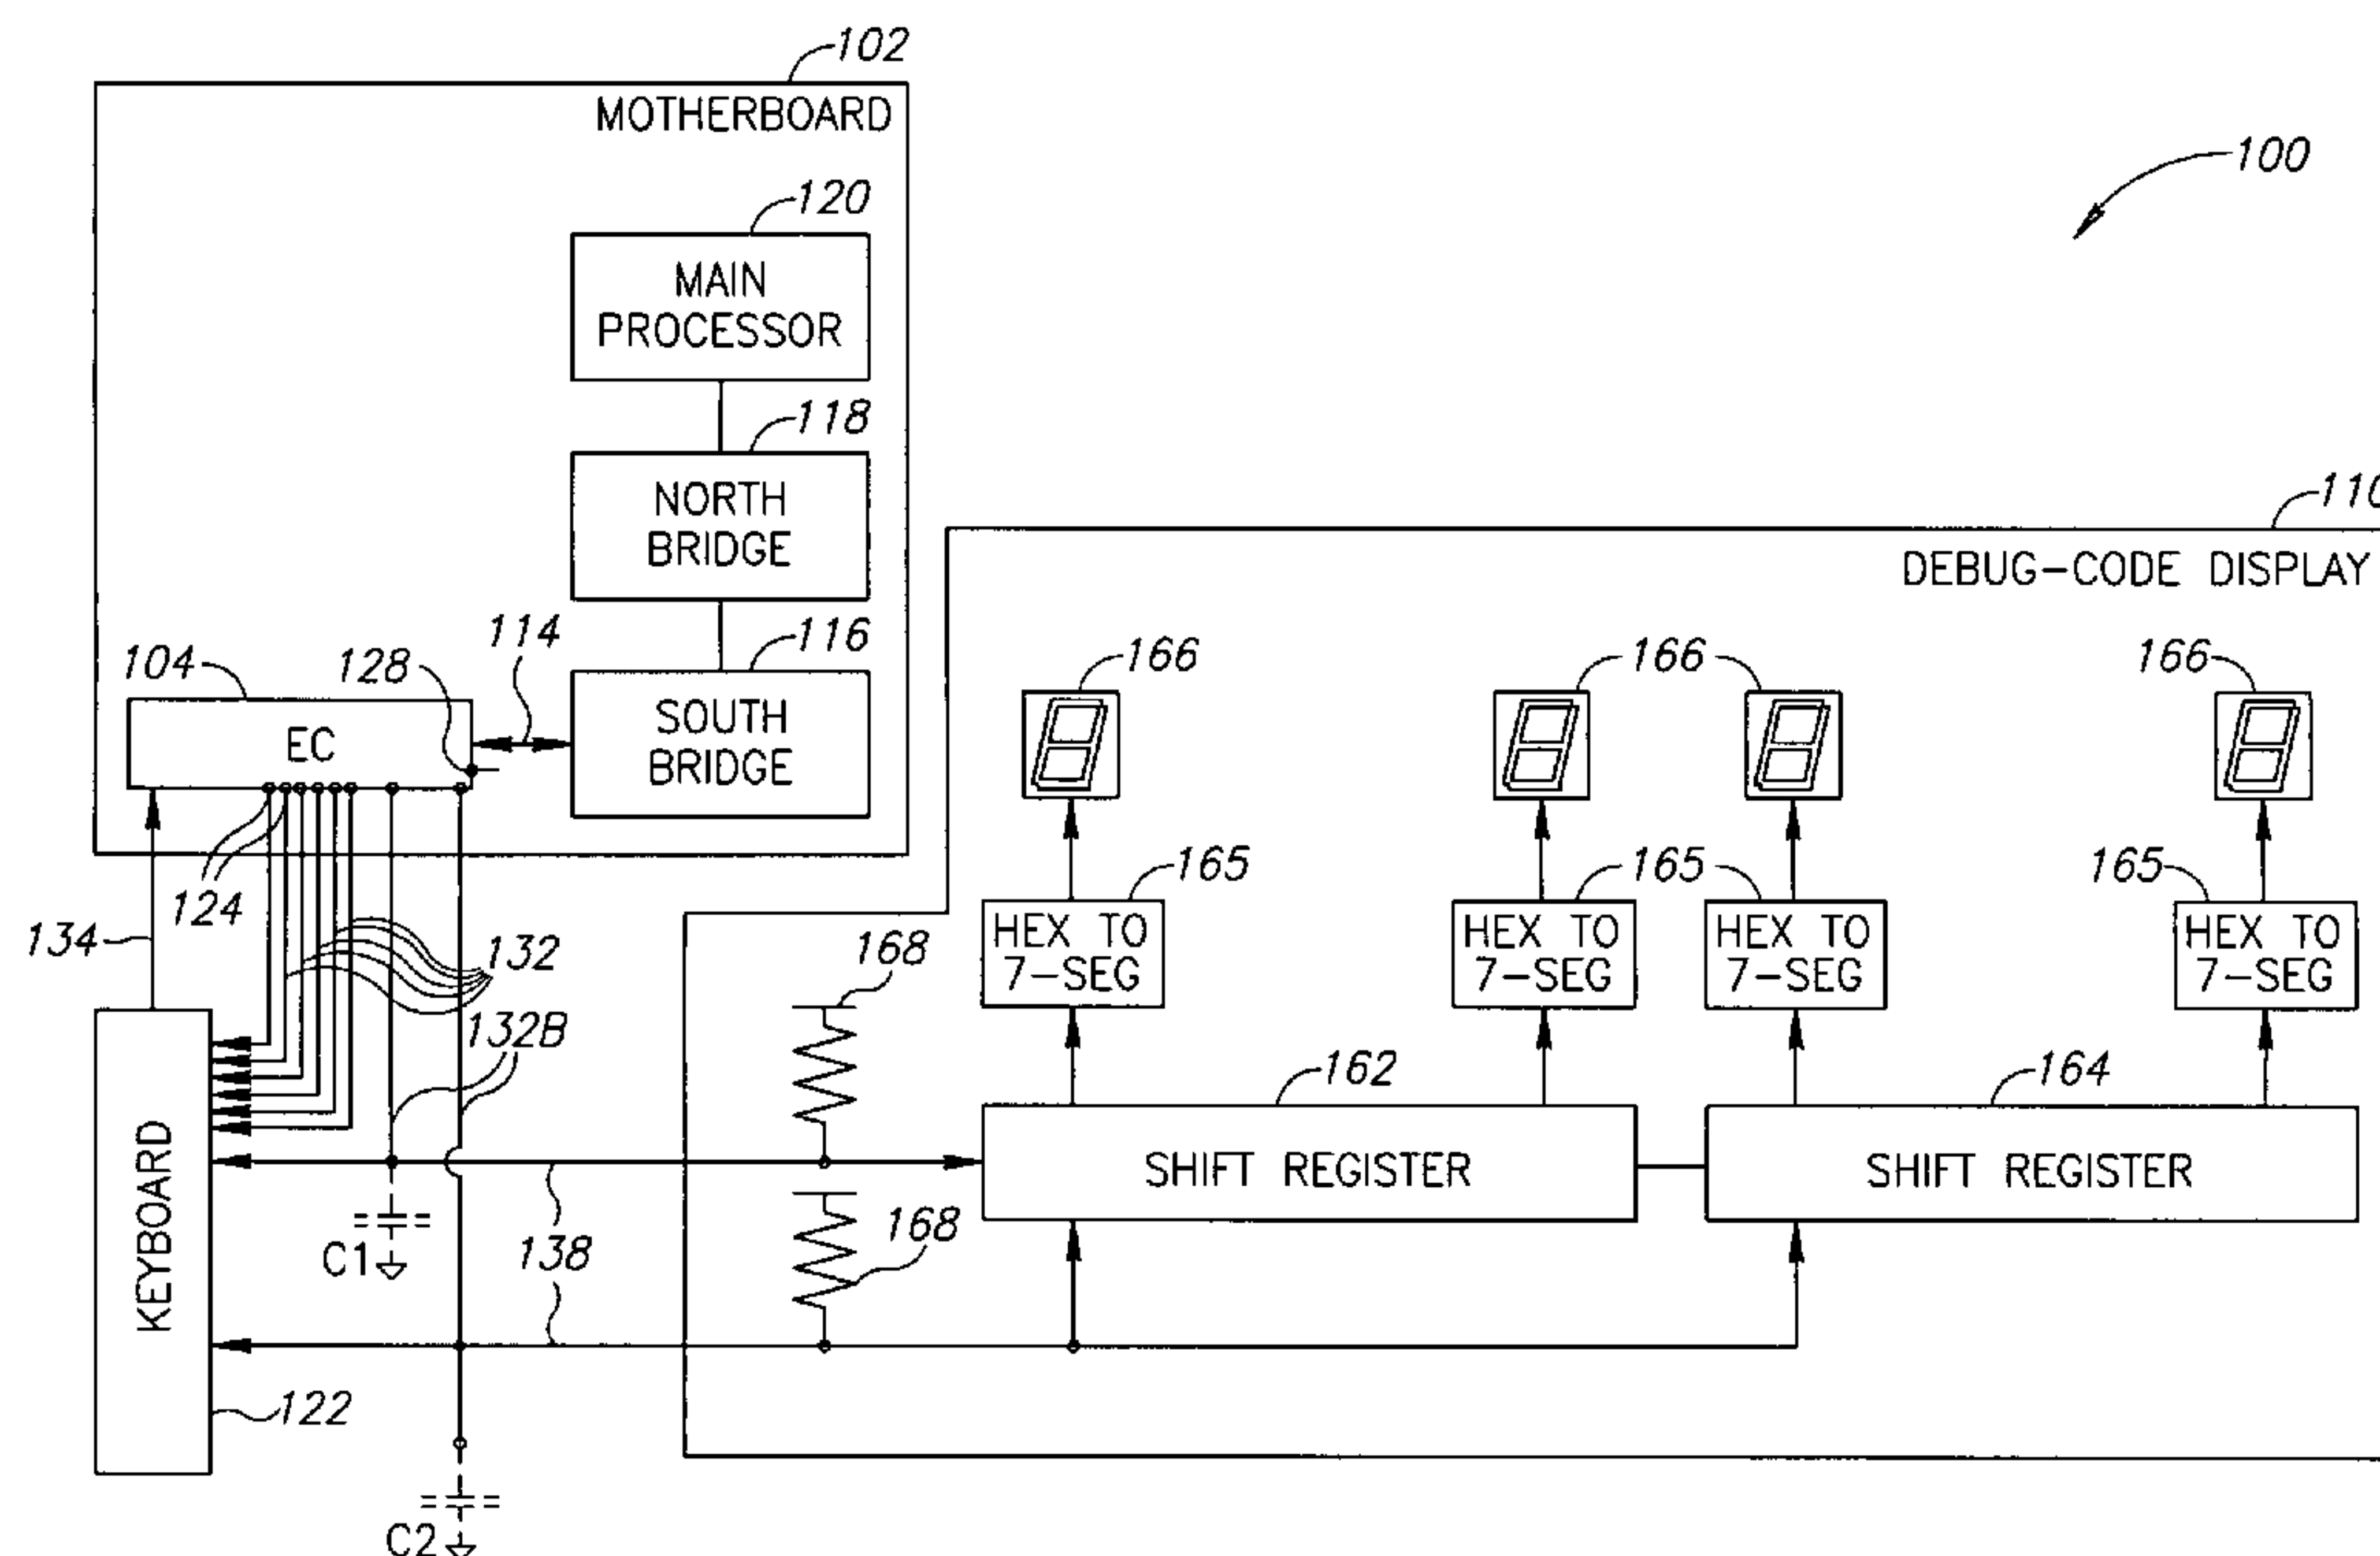 102
MOTHERBOARD
100
120
MAIN
PROCESSOR
118
NORTH
BRIDGE
110
DEBUG-CODE DISPLAY
114
116
104
128
EC
SOUTH
BRIDGE
166
166
166
124
134
132
132B
168
165
165
165
HEX TO
7-SEG
HEX TO
7-SEG
HEX TO
7-SEG
HEX TO
7-SEG
162
164
KEYBOARD
SHIFT REGISTER
SHIFT REGISTER
C1
138
168
122
C2